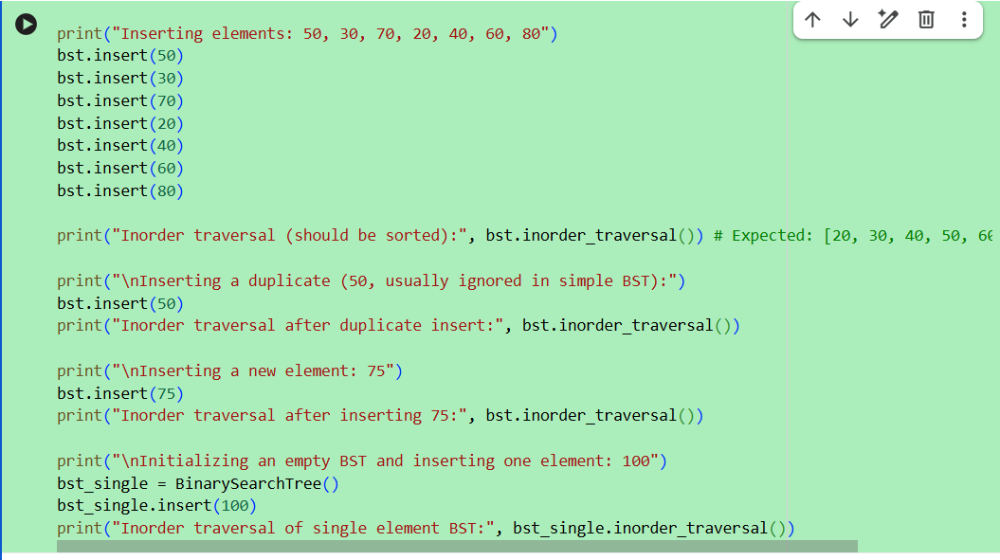 print("Inserting elements: 50, 30, 70, 20, 40, 60, 80")
bst.insert(50)
bst.insert(30)
bst.insert(70)
bst.insert(20)
bst.insert(40)
bst.insert(60)
bst.insert(80)
print("Inorder traversal (should be sorted):", bst.inorder_traversal()) # Expected: [20, 30, 40, 50,
print("\nInserting a duplicate (50, usually ignored in simple BST):")
bst.insert(50)
print("Inorder traversal after duplicate insert:", bst.inorder_traversal())
print("\nInserting a new element: 75")
bst.insert(75)
print("Inorder traversal after inserting 75:", bst.inorder_traversal())
print("\nInitializing an empty BST and inserting one element: 100")
bst_single = BinarySearchTree()
bst_single.insert(100)
print("Inorder traversal of single element BST:", bst_single.inorder_traversal())